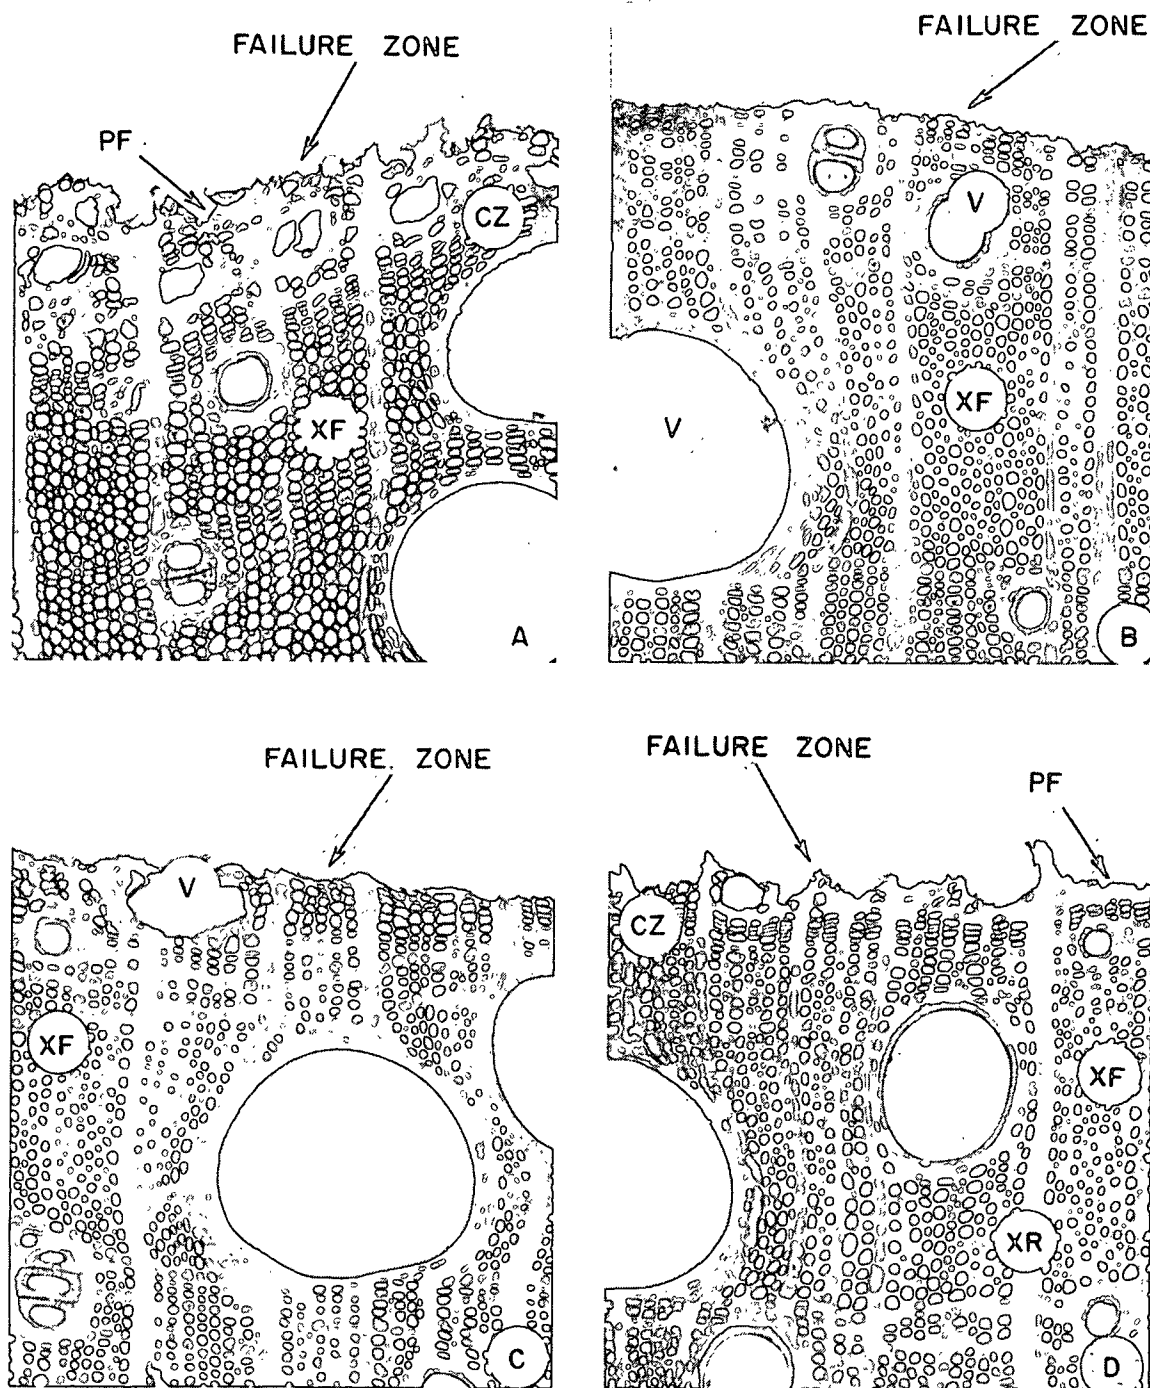 FAILURE ZONE
PF
CZ
XF
A
FAILURE ZONE
V
XF
V
B
FAILURE ZONE
V
XF
C
FAILURE ZONE
PF
CZ
XF
XR
D